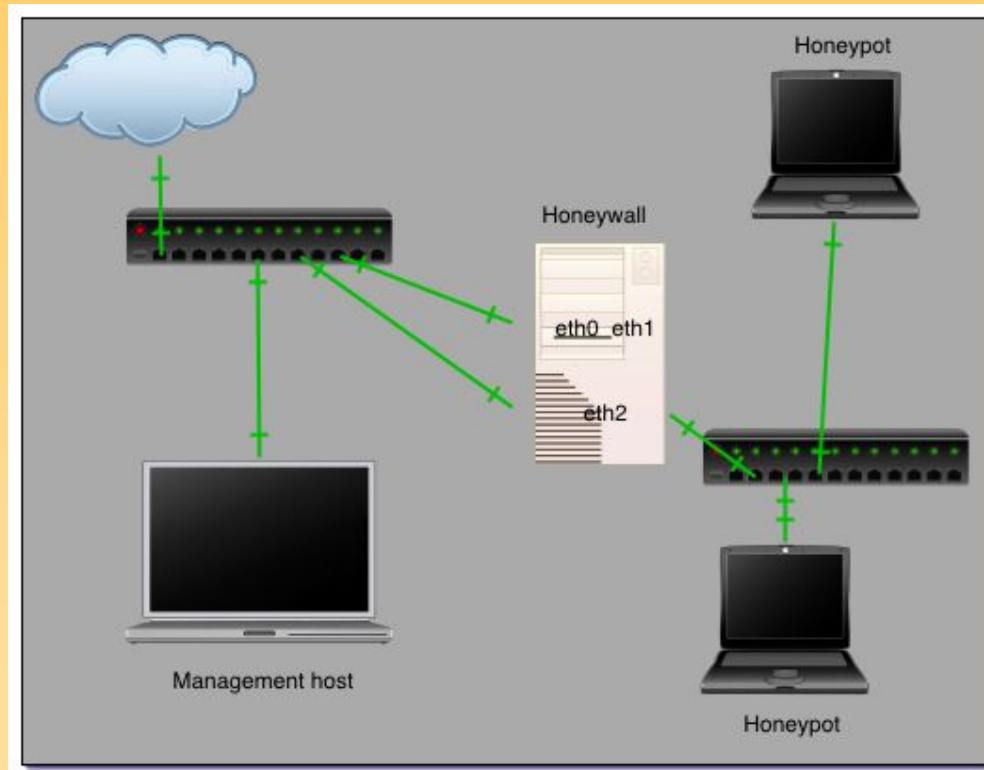 Honeypot
Honeywall
eth0 eth1
eth2
Management host
Honeypot